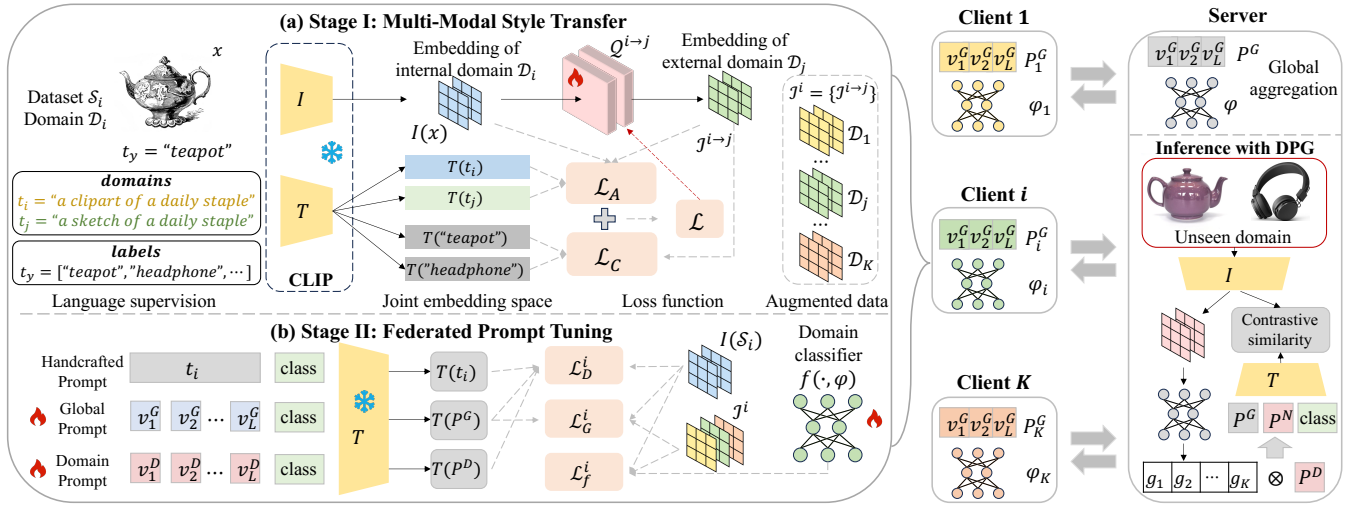 (a) Stage I: Multi-Modal Style Transfer
x
Dataset 𝒮_i
Domain 𝒟_i
t_y = "teapot"
domains
t_i = "a clipart of a daily staple"
t_j = "a sketch of a daily staple"
labels
t_y = ["teapot","headphone",⋯]
Language supervision
I
T
CLIP
Embedding of
internal domain 𝒟_i
I(x)
Q^{i→j}
Embedding of
external domain 𝒟_j
ℐ^{i→j}
T(t_i)
T(t_j)
T("teapot")
T("headphone")
ℒ_A
ℒ_C
ℒ
Joint embedding space
Loss function
ℐ^i = {ℐ^{i→j}}
𝒟_1
...
𝒟_j
...
𝒟_K
Augmented data
(b) Stage II: Federated Prompt Tuning
Handcrafted
Prompt
t_i
class
Global
Prompt
v_1^G v_2^G ... v_L^G
class
Domain
Prompt
v_1^D v_2^D ... v_L^D
class
T
T(t_i)
T(P^G)
T(P^D)
ℒ_D^i
ℒ_G^i
ℒ_f^i
I(𝒮_i)
ℐ^i
Domain
classifier
f(·,φ)
Client 1
v_1^G v_2^G v_L^G P_1^G
φ_1
Client i
v_1^G v_2^G v_L^G P_i^G
φ_i
Client K
v_1^G v_2^G v_L^G P_K^G
φ_K
Server
v_1^G v_2^G v_L^G P^G
Global
aggregation
φ
Inference with DPG
Unseen domain
I
Contrastive
similarity
T
P^G P^N class
g_1 g_2 ⋯ g_K ⊗ P^D